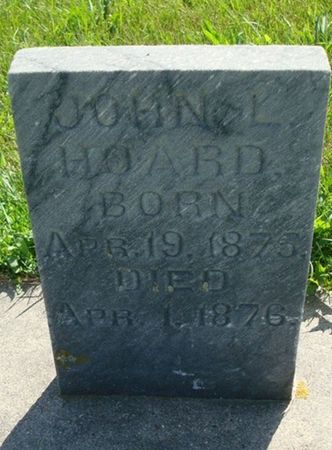 JOHN L.
HOARD,
BORN
APR. 19, 1875.
DIED
APR. 1, 1876.